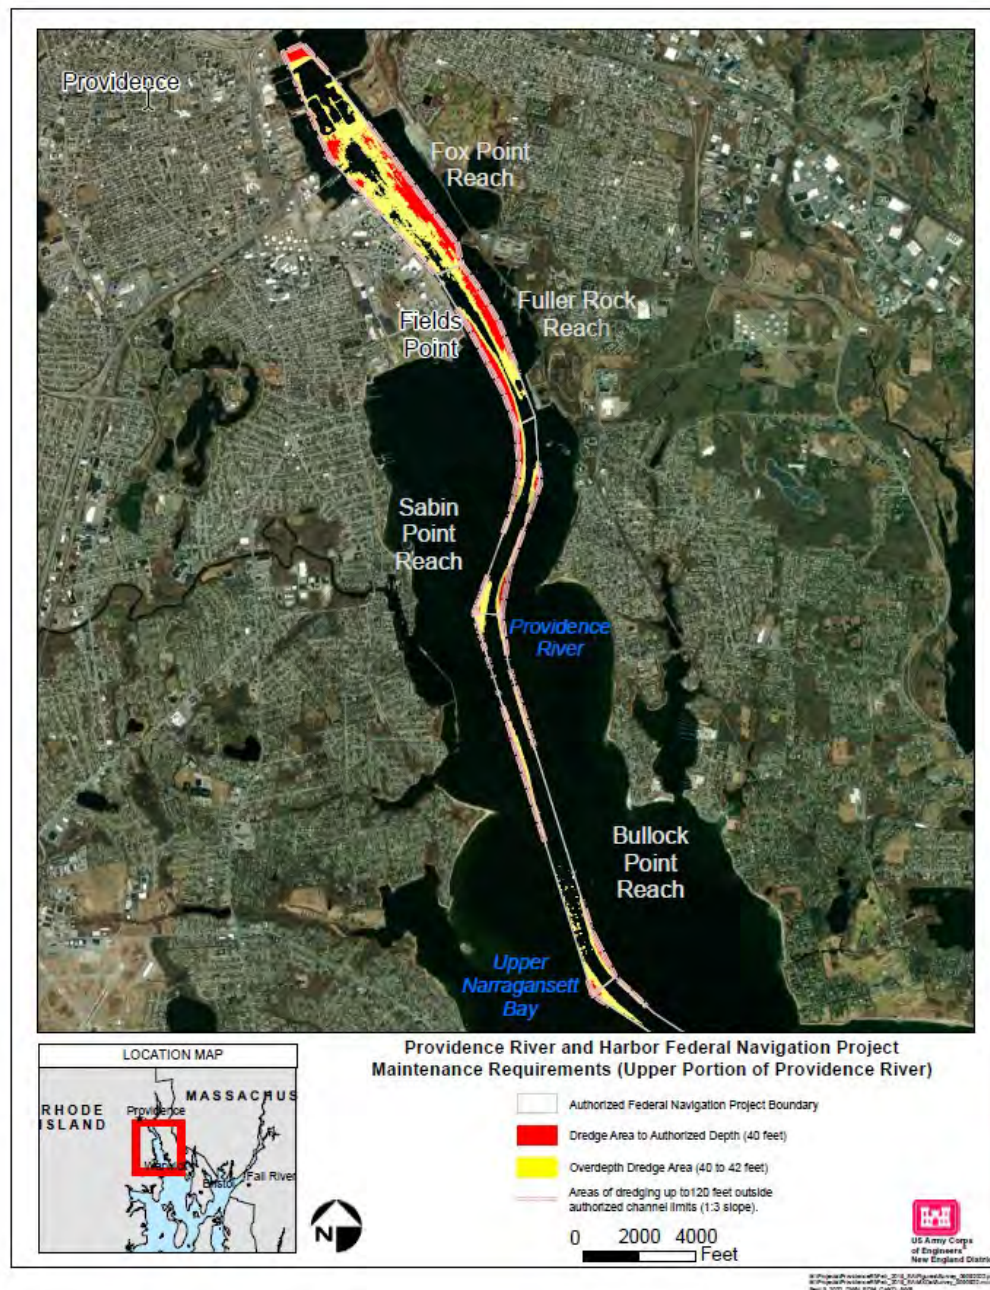 Providence
Fox Point
Reach
Fuller Rock
Reach
Fields
Point
Sabin
Point
Reach
Providence
River
Bullock
Point
Reach
Upper
Narragansett
Bay
Providence River and Harbor Federal Navigation Project
Maintenance Requirements (Upper Portion of Providence River)
LOCATION MAP
MASSACHUS
RHODE
ISLAND
Providence
Bristol
Fall River
N
Authorized Federal Navigation Project Boundary
Dredge Area to Authorized Depth (40 feet)
Overdepth Dredge Area (40 to 42 feet)
Areas of dredging up to120 feet outside
authorized channel limits (1:3 slope).
0 2000 4000
Feet
US Army Corps
of Engineers
New England District